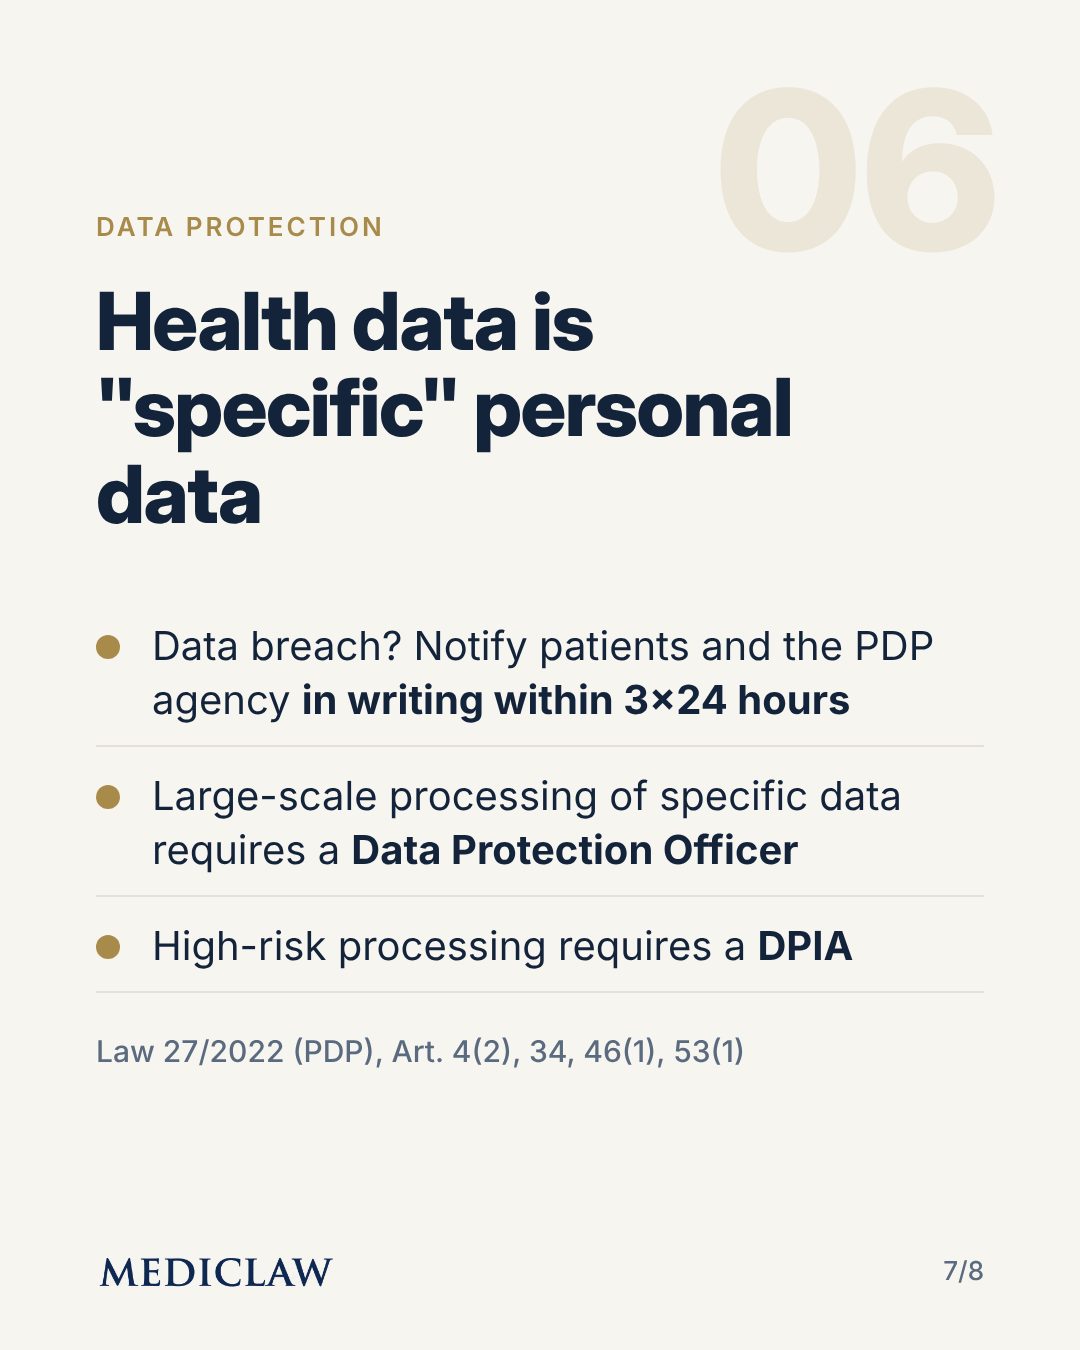 06
DATA PROTECTION
Health data is
"specific" personal
data
Data breach? Notify patients and the PDP
agency in writing within 3×24 hours
Large-scale processing of specific data
requires a Data Protection Officer
High-risk processing requires a DPIA
Law 27/2022 (PDP), Art. 4(2), 34, 46(1), 53(1)
MEDICLAW
7/8